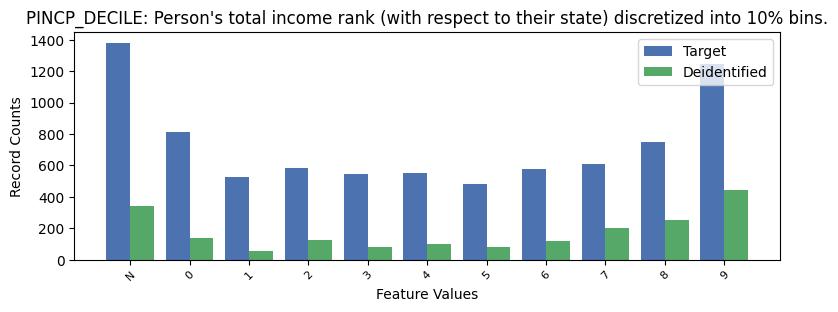 PINCP_DECILE: Person's total income rank (with respect to their state) discretized into 10% bins.
1400
1200
1000
800
600
400
200
0
Record Counts
Target
Deidentified
N 0 1 2 3 4 5 6 7 8 9
Feature Values